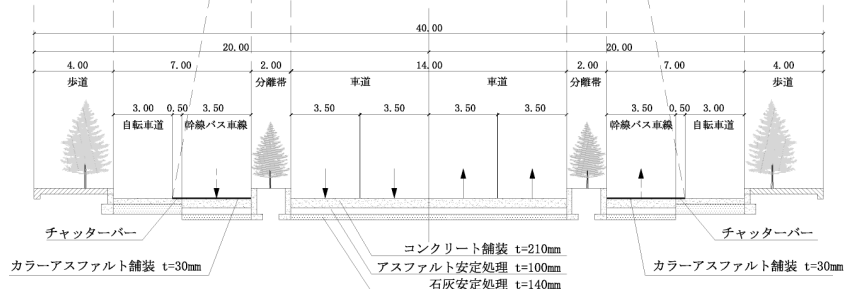 40.00
20.00 20.00
4.00 7.00 2.00 14.00 2.00 7.00 4.00
歩道 分離帯 車道 車道 分離帯 歩道
3.00 0.50 3.50 3.50 3.50 3.50 3.50 3.50 0.50 3.00
自転車道 幹線バス車線 幹線バス車線 自転車道
チャッターバー チャッターバー
コンクリート舗装 t=210mm
カラーアスファルト舗装 t=30mm アスファルト安定処理 t=100mm カラーアスファルト舗装 t=30mm
石灰安定処理 t=140mm